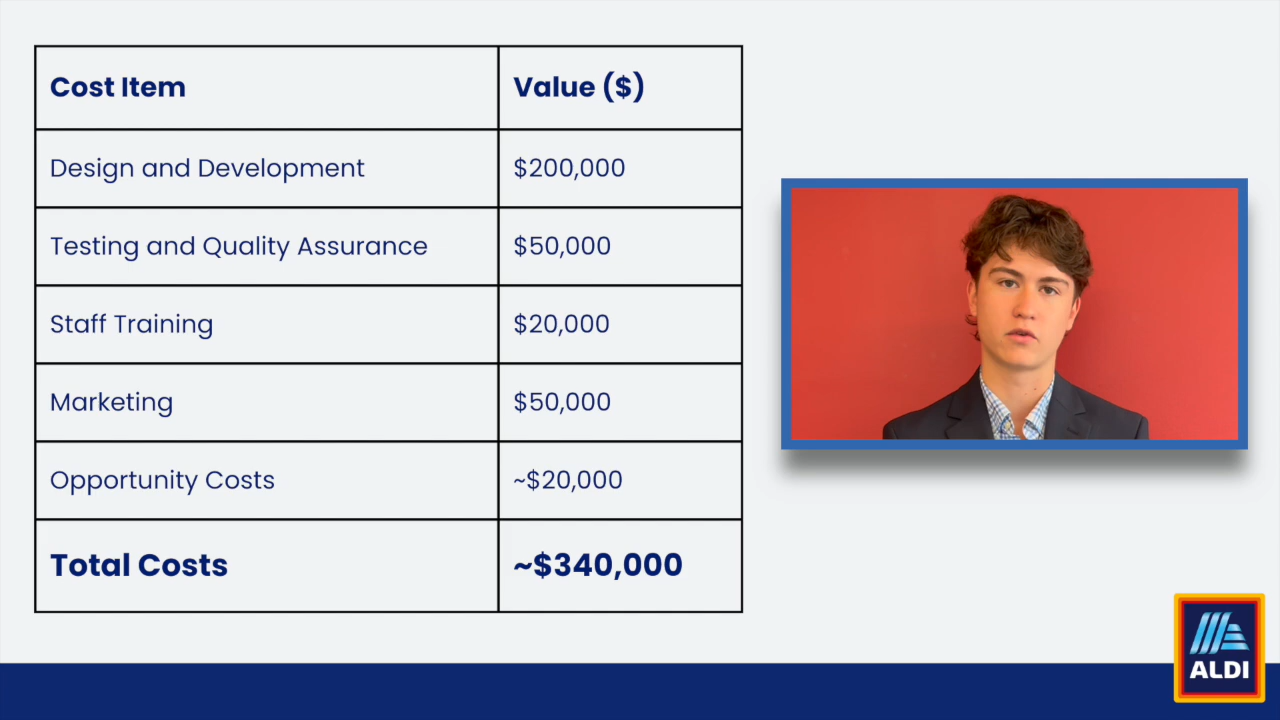 Cost Item Value ($)
Design and Development $200,000
Testing and Quality Assurance $50,000
Staff Training $20,000
Marketing $50,000
Opportunity Costs ~$20,000
Total Costs ~$340,000
ALDI